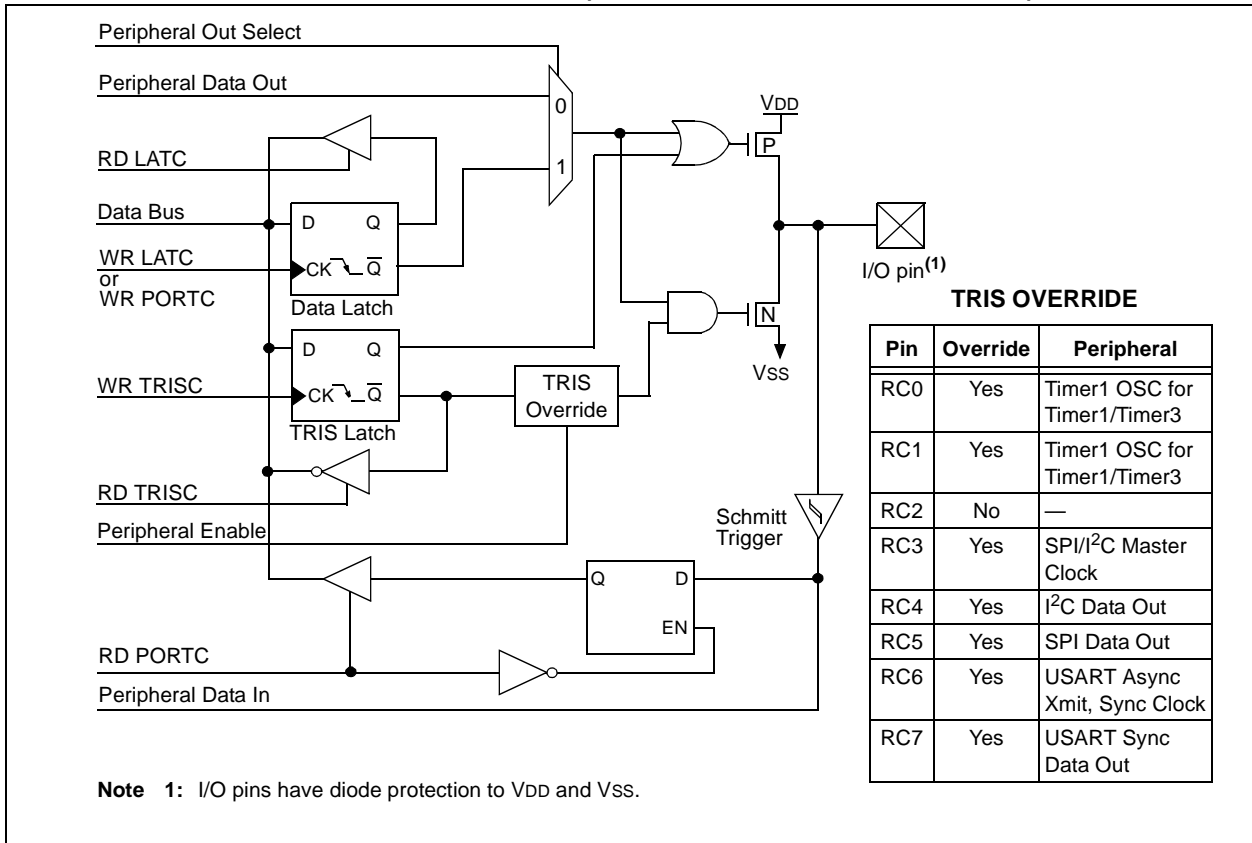 Peripheral Out Select
Peripheral Data Out
0
1
VDD
P
RD LATC
Data Bus
D Q
WR LATC
or
WR PORTC
CK Q̅
Data Latch
I/O pin(1)
N
VSS
D Q
WR TRISC
CK Q̅
TRIS Latch
TRIS
Override
RD TRISC
Peripheral Enable
Schmitt
Trigger
Q D
EN
RD PORTC
Peripheral Data In
TRIS OVERRIDE
Pin Override Peripheral
RC0 Yes Timer1 OSC for
Timer1/Timer3
RC1 Yes Timer1 OSC for
Timer1/Timer3
RC2 No —
RC3 Yes SPI/I2C Master
Clock
RC4 Yes I2C Data Out
RC5 Yes SPI Data Out
RC6 Yes USART Async
Xmit, Sync Clock
RC7 Yes USART Sync
Data Out
Note 1: I/O pins have diode protection to VDD and VSS.